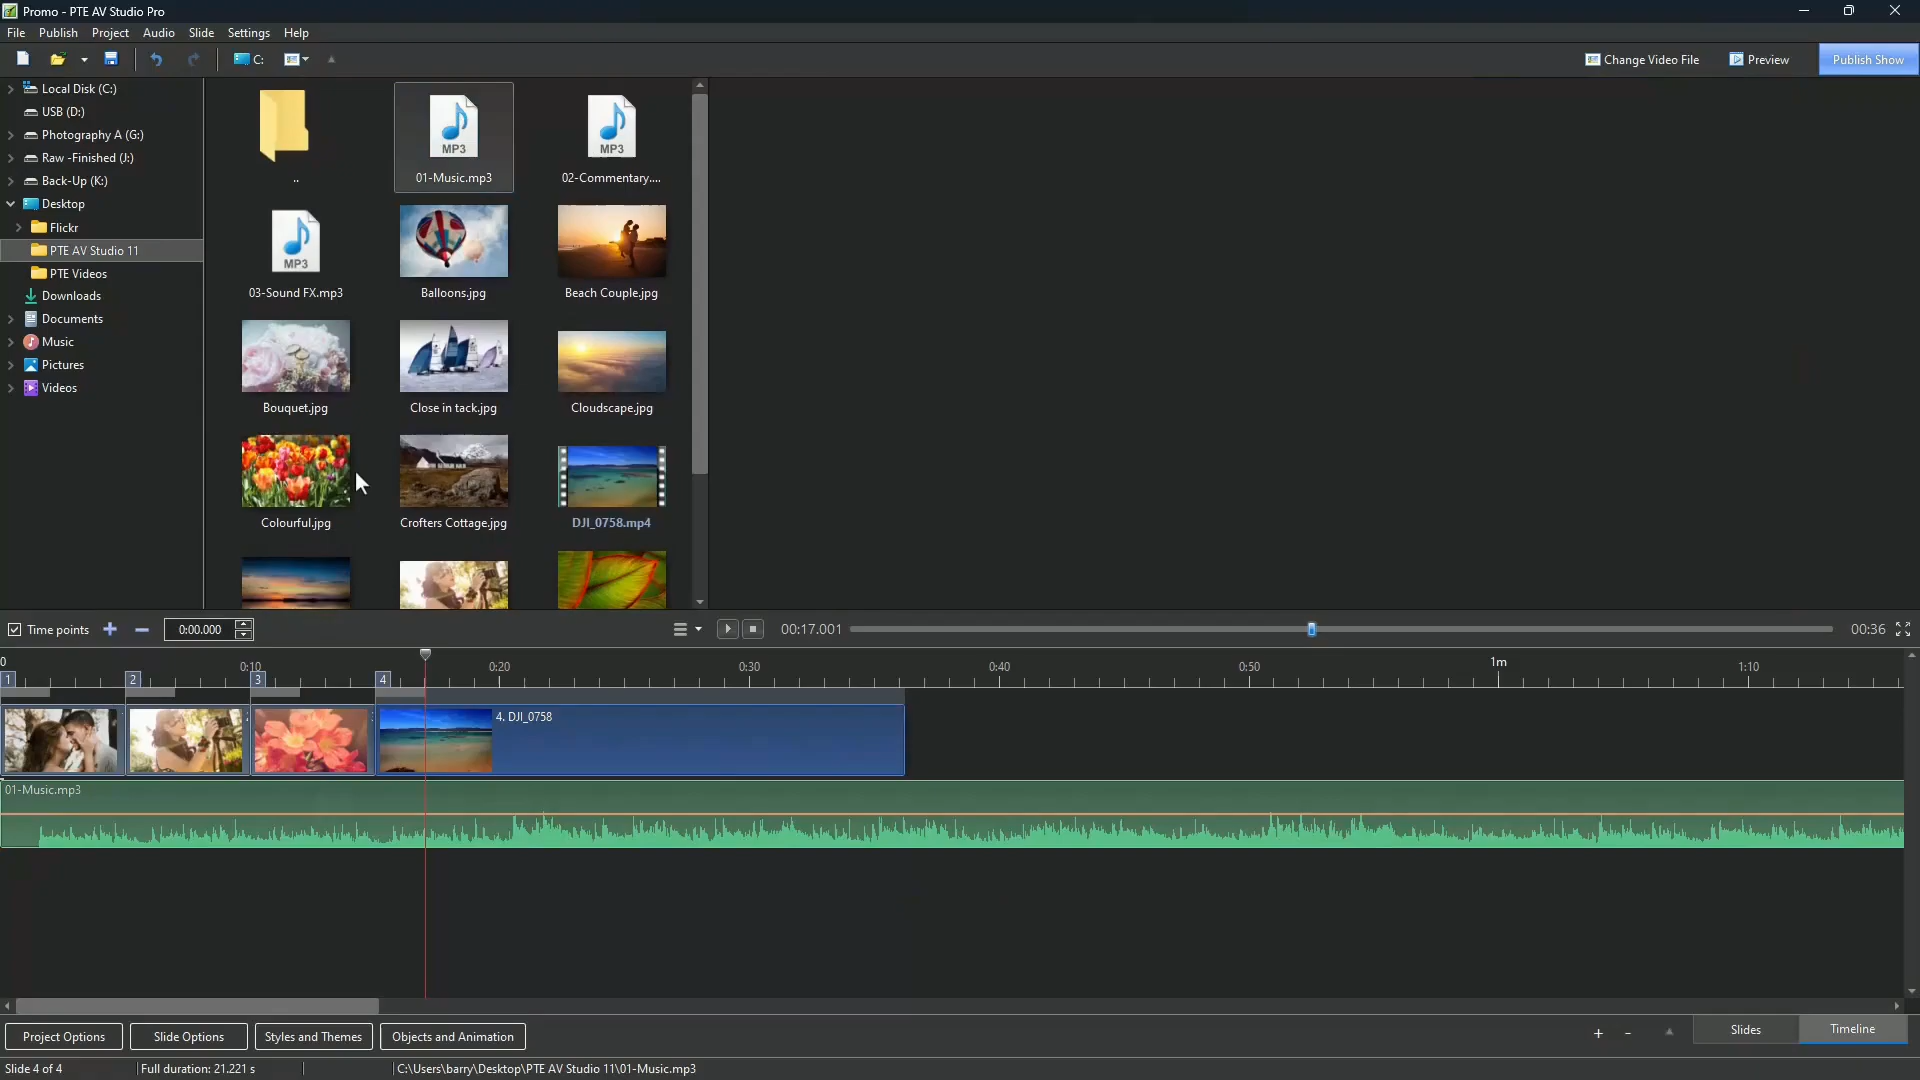 Promo - PTE AV Studio Pro
File Publish Project Audio Slide Settings Help
C: Change Video File Preview Publish Show
Local Disk (C:)
USB (D:)
Photography A (G:)
Raw -Finished (J:)
Back-Up (K:)
Desktop
Flickr
PTE AV Studio 11
PTE Videos
Downloads
Documents
Music
Pictures
Videos
MP3 MP3
.. 01-Music.mp3 02-Commentary....
MP3
03-Sound FX.mp3 Balloons.jpg Beach Couple.jpg
Bouquet.jpg Close in tack.jpg Cloudscape.jpg
Colourful.jpg Crofters Cottage.jpg DJI_0758.mp4
Time points 0:00.000 00:17.001 00:36
0 0:10 0:20 0:30 0:40 0:50 1m 1:10
1 2 3 4
4. DJI_0758
01-Music.mp3
Project Options Slide Options Styles and Themes Objects and Animation + - Slides Timeline
Slide 4 of 4 Full duration: 21.221 s C:\Users\barry\Desktop\PTE AV Studio 11\01-Music.mp3